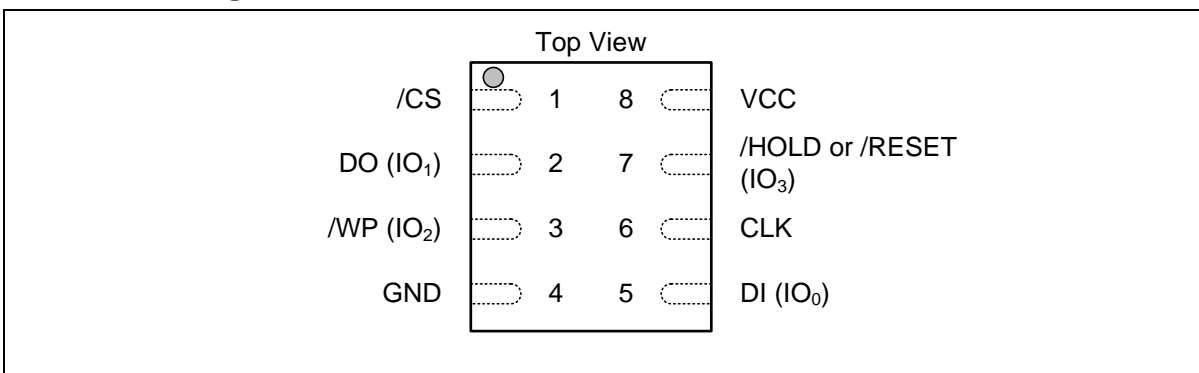 Top View
/CS 1 8 VCC
DO (IO₁) 2 7 /HOLD or /RESET
(IO₃)
/WP (IO₂) 3 6 CLK
GND 4 5 DI (IO₀)